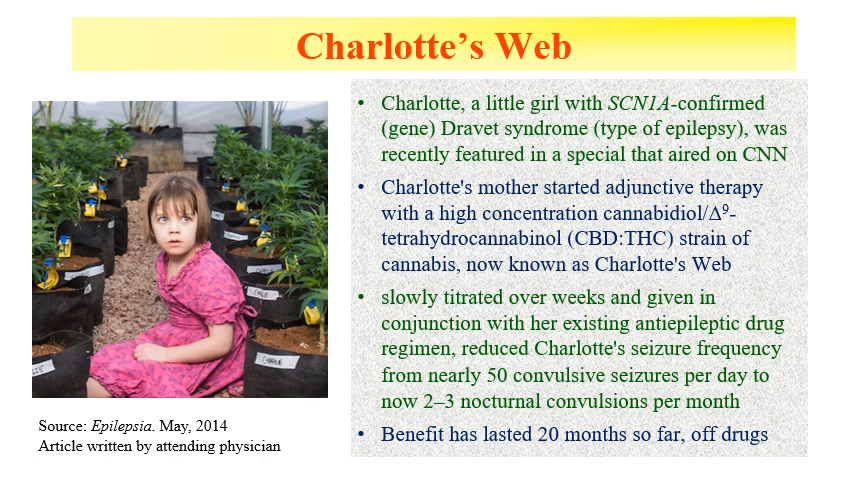 Charlotte’s Web
• Charlotte, a little girl with SCN1A-confirmed
(gene) Dravet syndrome (type of epilepsy), was
recently featured in a special that aired on CNN
• Charlotte's mother started adjunctive therapy
with a high concentration cannabidiol/Δ⁹-
tetrahydrocannabinol (CBD:THC) strain of
cannabis, now known as Charlotte's Web
• slowly titrated over weeks and given in
conjunction with her existing antiepileptic drug
regimen, reduced Charlotte's seizure frequency
from nearly 50 convulsive seizures per day to
now 2–3 nocturnal convulsions per month
• Benefit has lasted 20 months so far, off drugs
Source: Epilepsia. May, 2014
Article written by attending physician